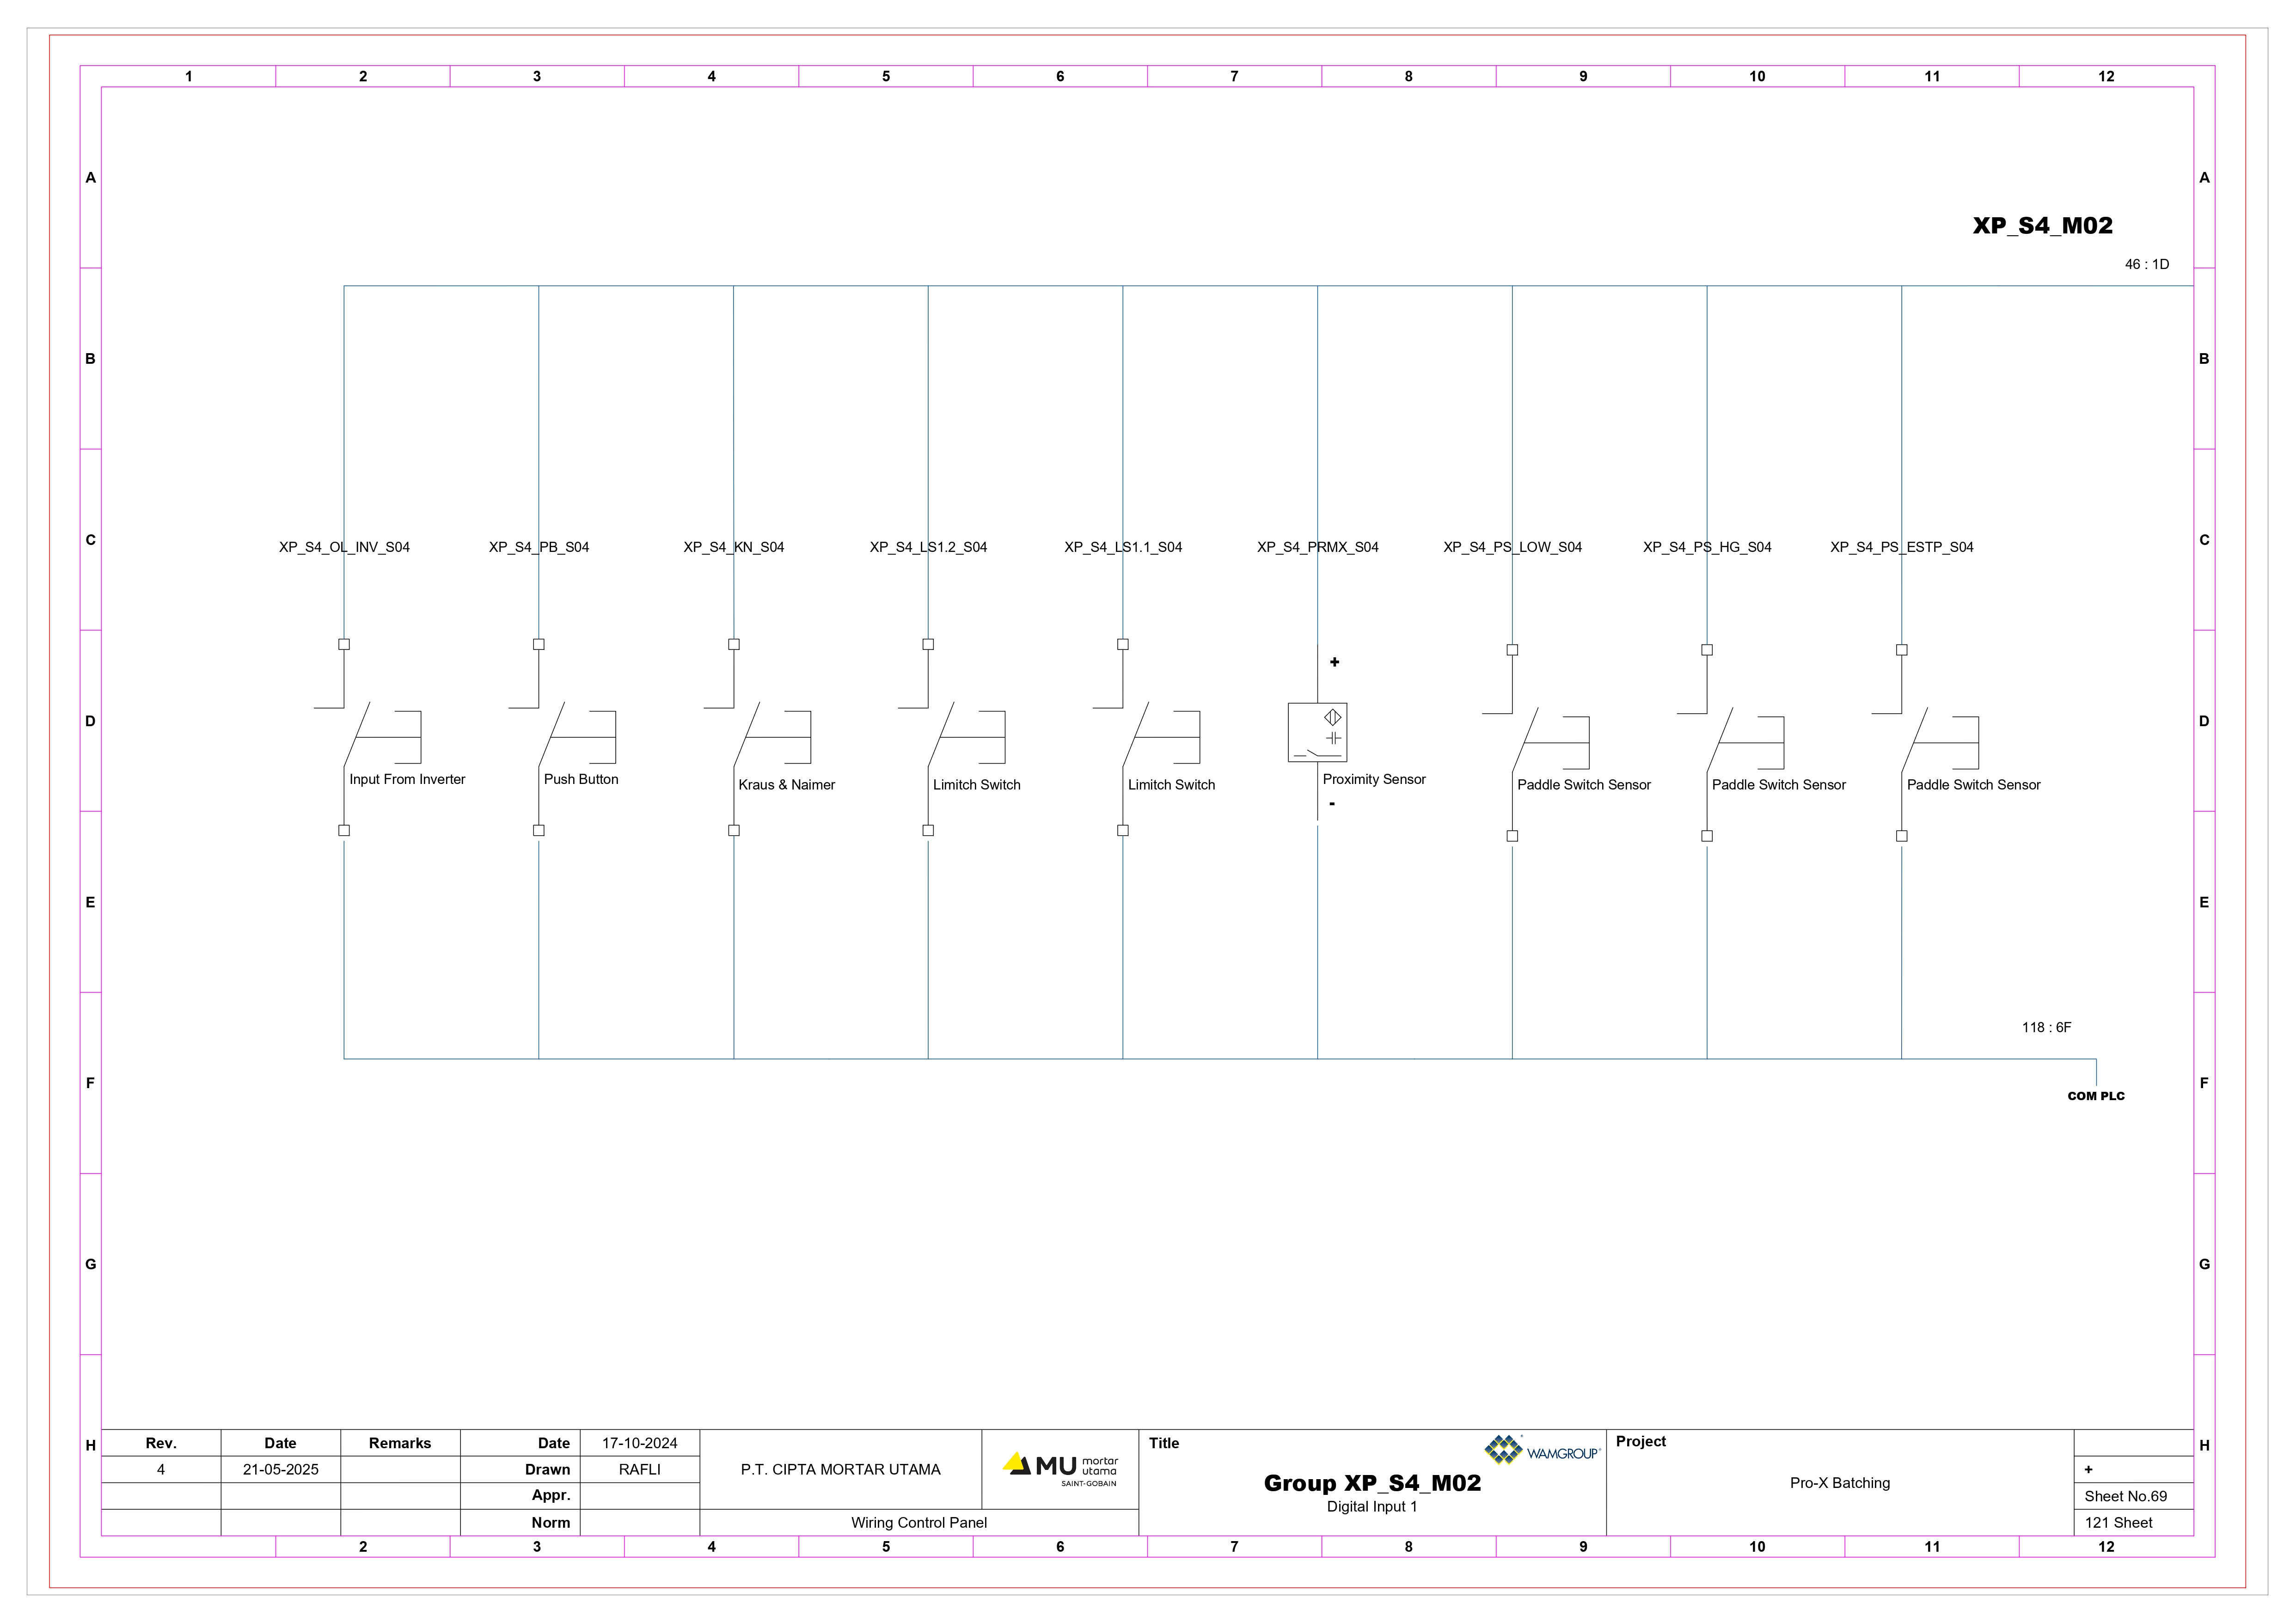 1 2 3 4 5 6 7 8 9 10 11 12
A A
XP_S4_M02
46 : 1D
B B
C C
XP_S4_OL_INV_S04 XP_S4_PB_S04 XP_S4_KN_S04 XP_S4_LS1.2_S04 XP_S4_LS1.1_S04 XP_S4_PRMX_S04 XP_S4_PS_LOW_S04 XP_S4_PS_HG_S04 XP_S4_PS_ESTP_S04
+
D D
Input From Inverter Push Button Kraus & Naimer Limitch Switch Limitch Switch Proximity Sensor Paddle Switch Sensor Paddle Switch Sensor Paddle Switch Sensor
-
E E
118 : 6F
F F
COM PLC
G G
H H
Rev. Date Remarks Date 17-10-2024
4 21-05-2025 Drawn RAFLI
Appr.
Norm
P.T. CIPTA MORTAR UTAMA
MU mortar utama
SAINT-GOBAIN
Wiring Control Panel
Title
WAMGROUP®
Group XP_S4_M02
Digital Input 1
Project
Pro-X Batching
+
Sheet No.69
121 Sheet
2 3 4 5 6 7 8 9 10 11 12